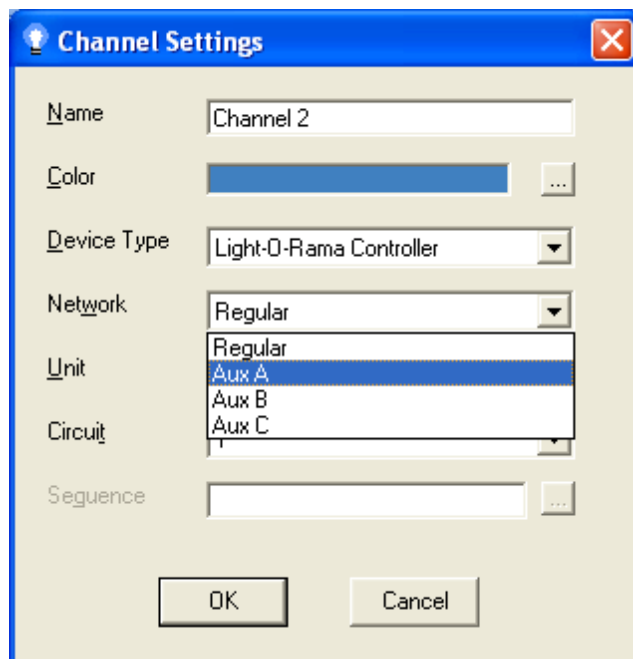 Channel Settings
Name
Channel 2
Color
...
Device Type
Light-O-Rama Controller
Network
Regular
Regular
Aux A
Unit
Aux B
Aux C
Circuit
Sequence
...
OK
Cancel